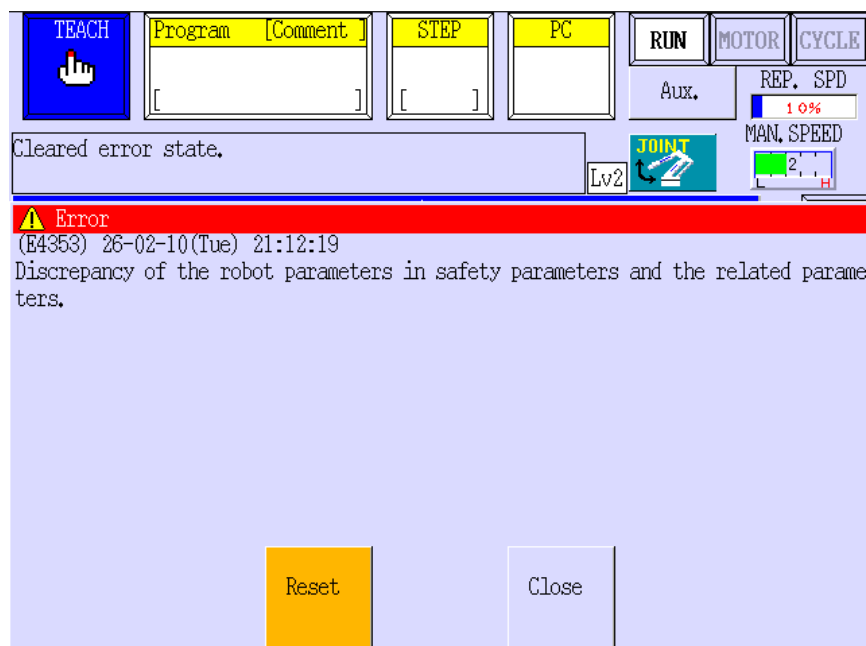 TEACH
Program [Comment ]
[ ]
STEP
[ ]
PC
RUN
MOTOR
CYCLE
Aux.
REP. SPD
10%
Cleared error state.
Lv2
JOINT
MAN. SPEED
2
L H
Error
(E4353) 26-02-10(Tue) 21:12:19
Discrepancy of the robot parameters in safety parameters and the related parame
ters.
Reset
Close